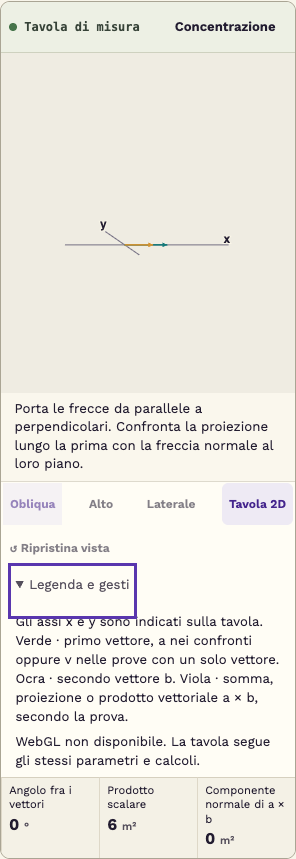 Tavola di misura
Concentrazione
y
x
Porta le frecce da parallele a
perpendicolari. Confronta la proiezione
lungo la prima con la freccia normale al
loro piano.
Obliqua
Alto
Laterale
Tavola 2D
↺ Ripristina vista
▼ Legenda e gesti
Gli assi x e y sono indicati sulla tavola.
Verde · primo vettore, a nei confronti
oppure v nelle prove con un solo vettore.
Ocra · secondo vettore b. Viola · somma,
proiezione o prodotto vettoriale a × b,
secondo la prova.
WebGL non disponibile. La tavola segue
gli stessi parametri e calcoli.
Angolo fra i
vettori
0 °
Prodotto
scalare
6 m²
Componente
normale di a ×
b
0 m²